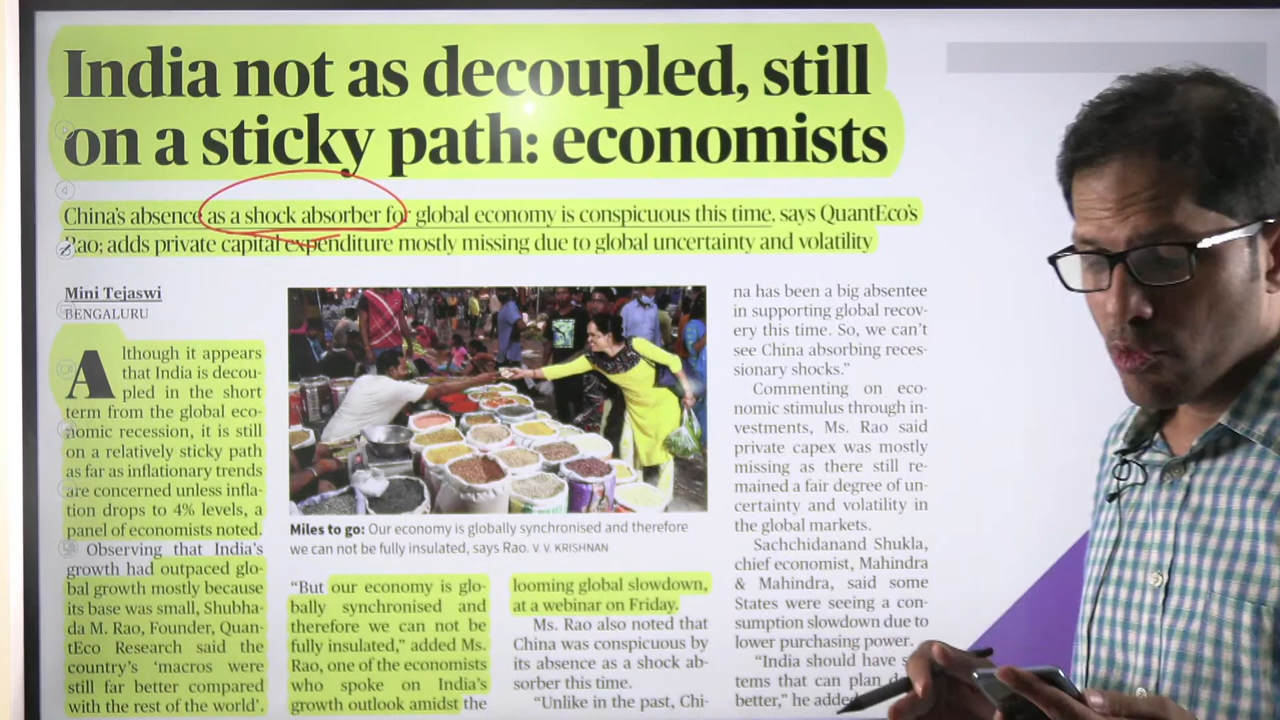 India not as decoupled, still
on a sticky path: economists
China's absence as a shock absorber for global economy is conspicuous this time, says QuantEco's
Rao; adds private capital expenditure mostly missing due to global uncertainty and volatility
Mini Tejaswi
BENGALURU
Although it appears
that India is decou-
pled in the short
term from the global eco-
nomic recession, it is still
on a relatively sticky path
as far as inflationary trends
are concerned unless infla-
tion drops to 4% levels, a
panel of economists noted.
Observing that India's
growth had outpaced glo-
bal growth mostly because
its base was small, Shubha-
da M. Rao, Founder, Quan-
tEco Research said the
country's 'macros were
still far better compared
with the rest of the world'.
Miles to go: Our economy is globally synchronised and therefore
we can not be fully insulated, says Rao. V. V. KRISHNAN
"But our economy is glo-
bally synchronised and
therefore we can not be
fully insulated," added Ms.
Rao, one of the economists
who spoke on India's
growth outlook amidst the
looming global slowdown,
at a webinar on Friday.
Ms. Rao also noted that
China was conspicuous by
its absence as a shock ab-
sorber this time.
"Unlike in the past, Chi-
na has been a big absentee
in supporting global recov-
ery this time. So, we can't
see China absorbing reces-
sionary shocks."
Commenting on eco-
nomic stimulus through in-
vestments, Ms. Rao said
private capex was mostly
missing as there still re-
mained a fair degree of un-
certainty and volatility in
the global markets.
Sachchidanand Shukla,
chief economist, Mahindra
& Mahindra, said some
States were seeing a con-
sumption slowdown due to
lower purchasing power.
"India should have
tems that can plan
better," he added